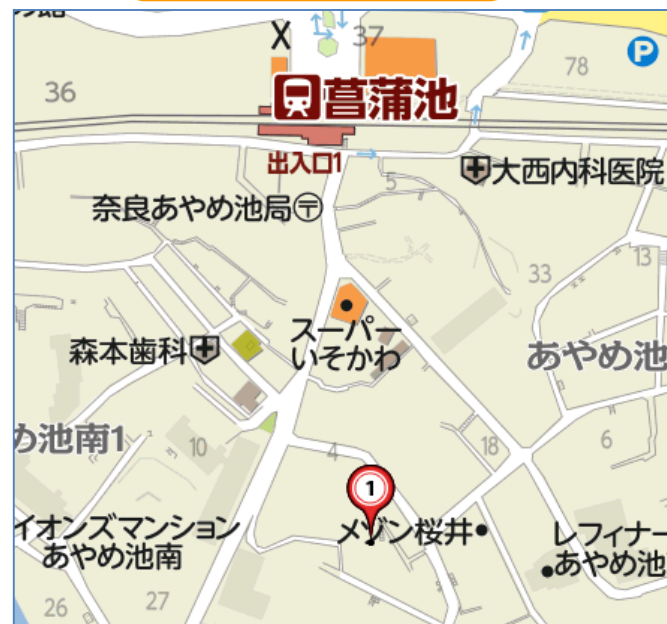 37
78
P
36
菖蒲池
出入口1
大西内科医院
5
奈良あやめ池局
33
13
スーパー
いそかわ
森本歯科
あやめ池
め池南1
10
4
18
6
1
イオンズマンション
あやめ池南
メゾン桜井
レフィナー
あやめ池
26
27